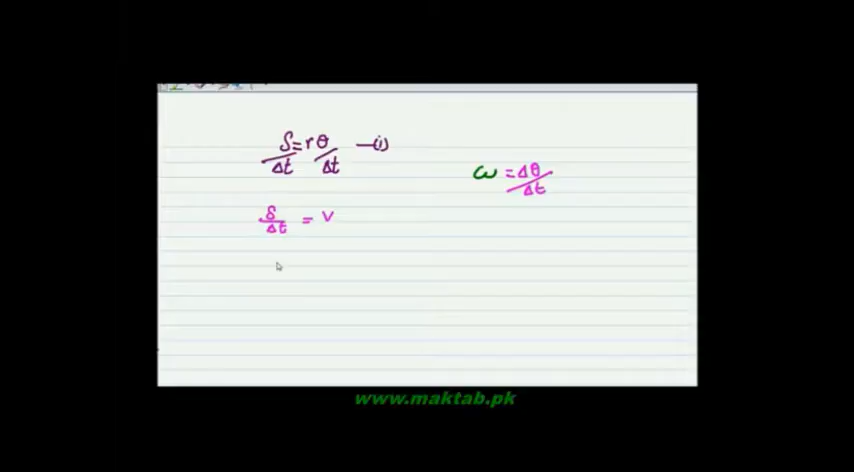 S = rθ —(i)
Δt Δt
ω = Δθ
Δt
S = v
Δt
www.maktab.pk